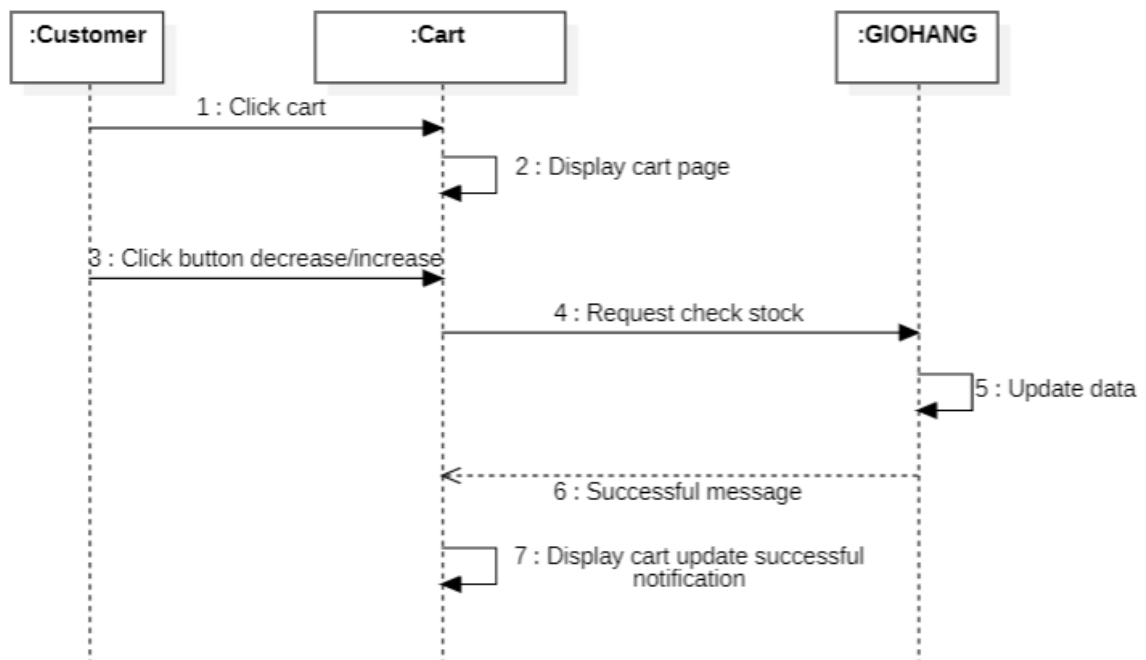 :Customer
:Cart
:GIOHANG
1 : Click cart
2 : Display cart page
3 : Click button decrease/increase
4 : Request check stock
5 : Update data
6 : Successful message
7 : Display cart update successful
notification